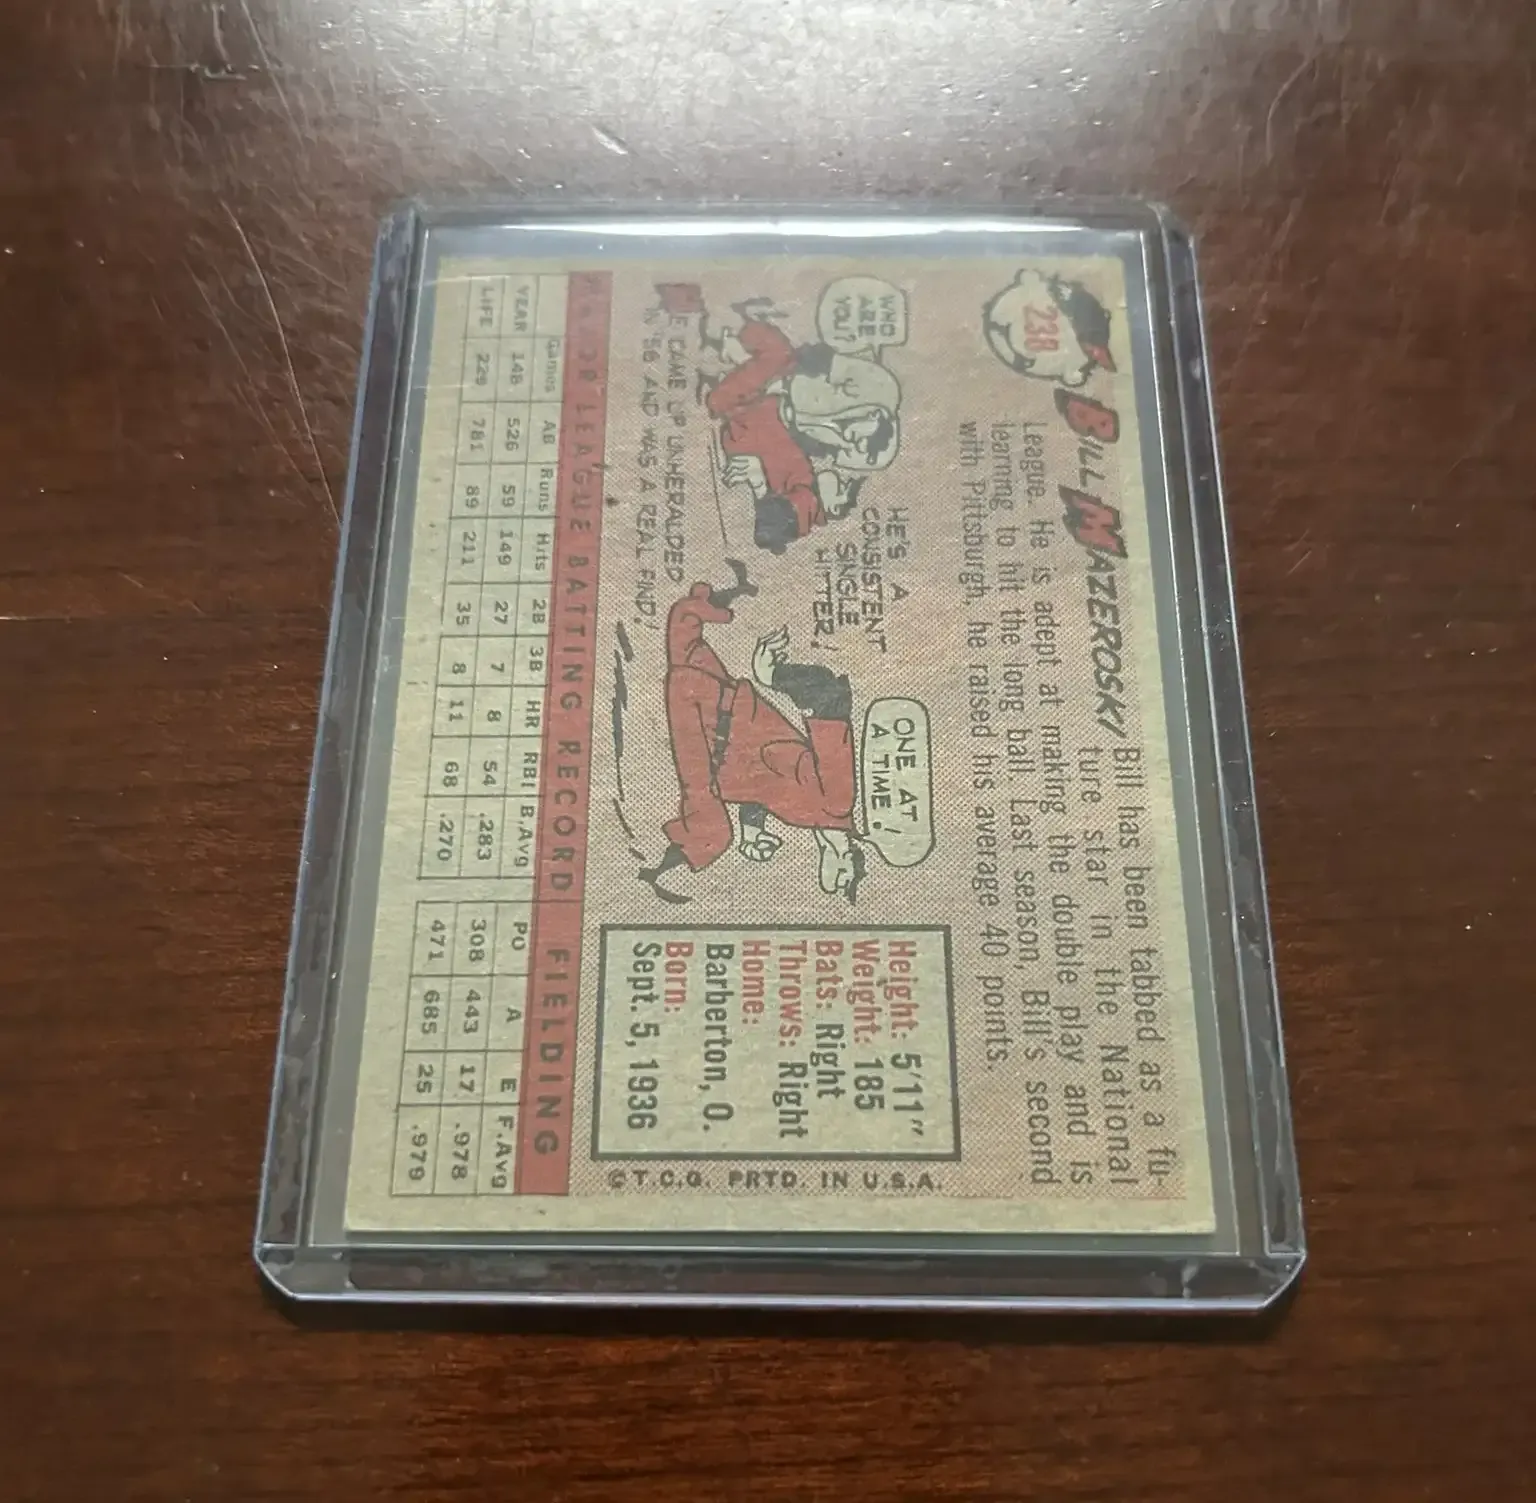 238
BILL MAZEROSKI
Bill has been tabbed as a fu-
ture star in the National
League. He is adept at making the double play and is
learning to hit the long ball. Last season, Bill's second
with Pittsburgh, he raised his average 40 points.
WHO
ARE
YOU?
HE CAME UP UNHERALDED
IN '56 AND WAS A REAL FIND!
HE'S A
CONSISTENT
SINGLE
HITTER!
ONE AT
A TIME!
Height: 5'11"
Weight: 185
Bats: Right
Throws: Right
Home:
Barberton, O.
Born:
Sept. 5, 1936
©T.C.G. PRTD. IN U.S.A.
MAJOR LEAGUE BATTING RECORD FIELDING
Games AB Runs Hits 2B 3B HR RBI B.Avg PO A E F.Avg
YEAR 148 526 59 149 27 7 8 54 .283 308 443 17 .978
LIFE 229 781 89 211 35 8 11 68 .270 471 685 25 .979